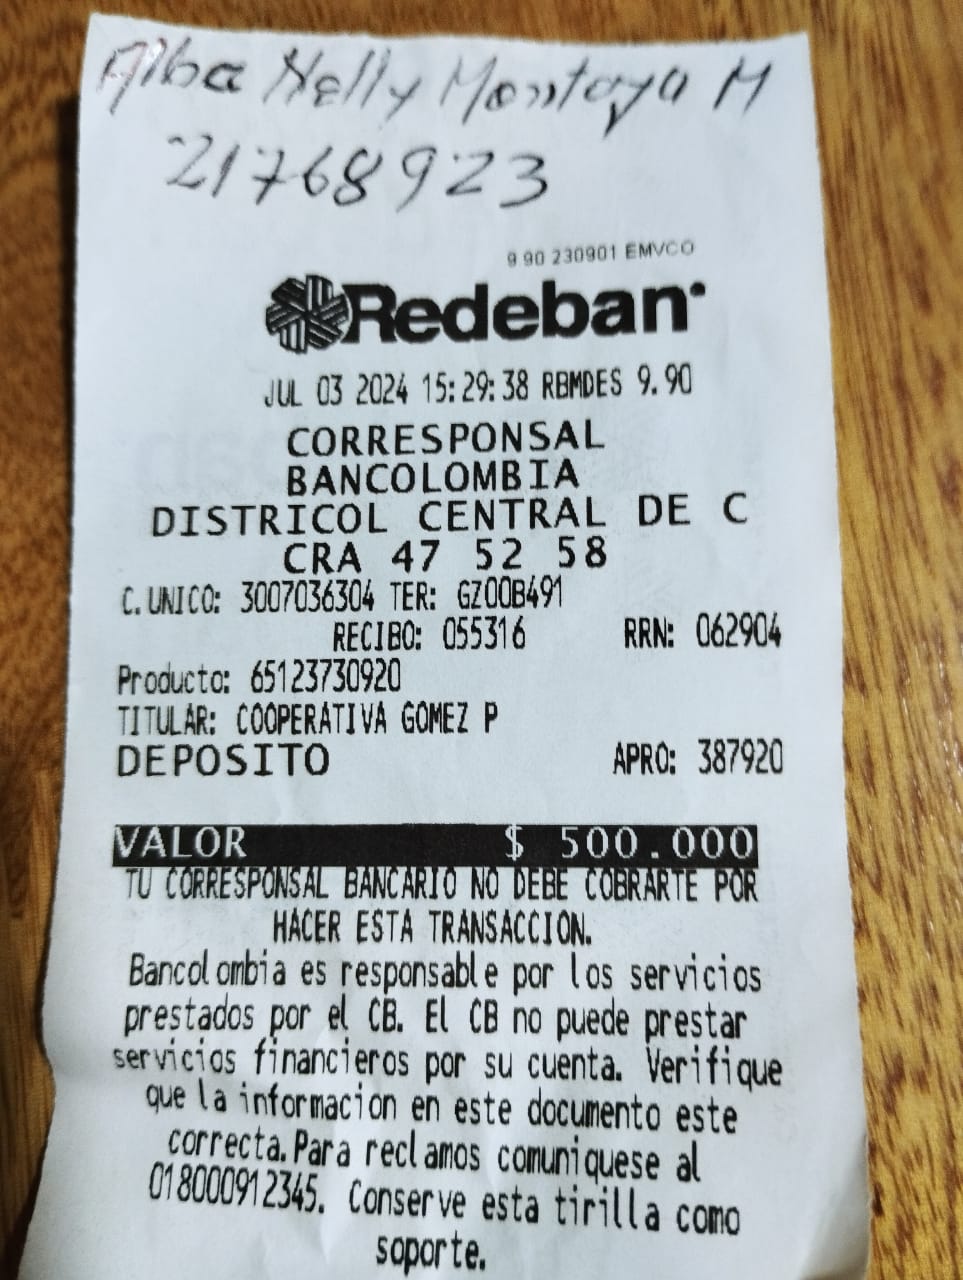 Alba Nelly Montoya M
21768923
9 90 230901 EMVCO
Redeban
JUL 03 2024 15:29:38 RBMDES 9.90
CORRESPONSAL
BANCOLOMBIA
DISTRICOL CENTRAL DE C
CRA 47 52 58
C.UNICO: 3007036304 TER: GZ00B491
RECIBO: 055316 RRN: 062904
Producto: 65123730920
TITULAR: COOPERATIVA GOMEZ P
DEPOSITO APRO: 387920
VALOR $ 500.000
TU CORRESPONSAL BANCARIO NO DEBE COBRARTE POR
HACER ESTA TRANSACCION.
Bancolombia es responsable por los servicios
prestados por el CB. El CB no puede prestar
servicios financieros por su cuenta. Verifique
que la informacion en este documento este
correcta.Para reclamos comuniquese al
018000912345. Conserve esta tirilla como
soporte.